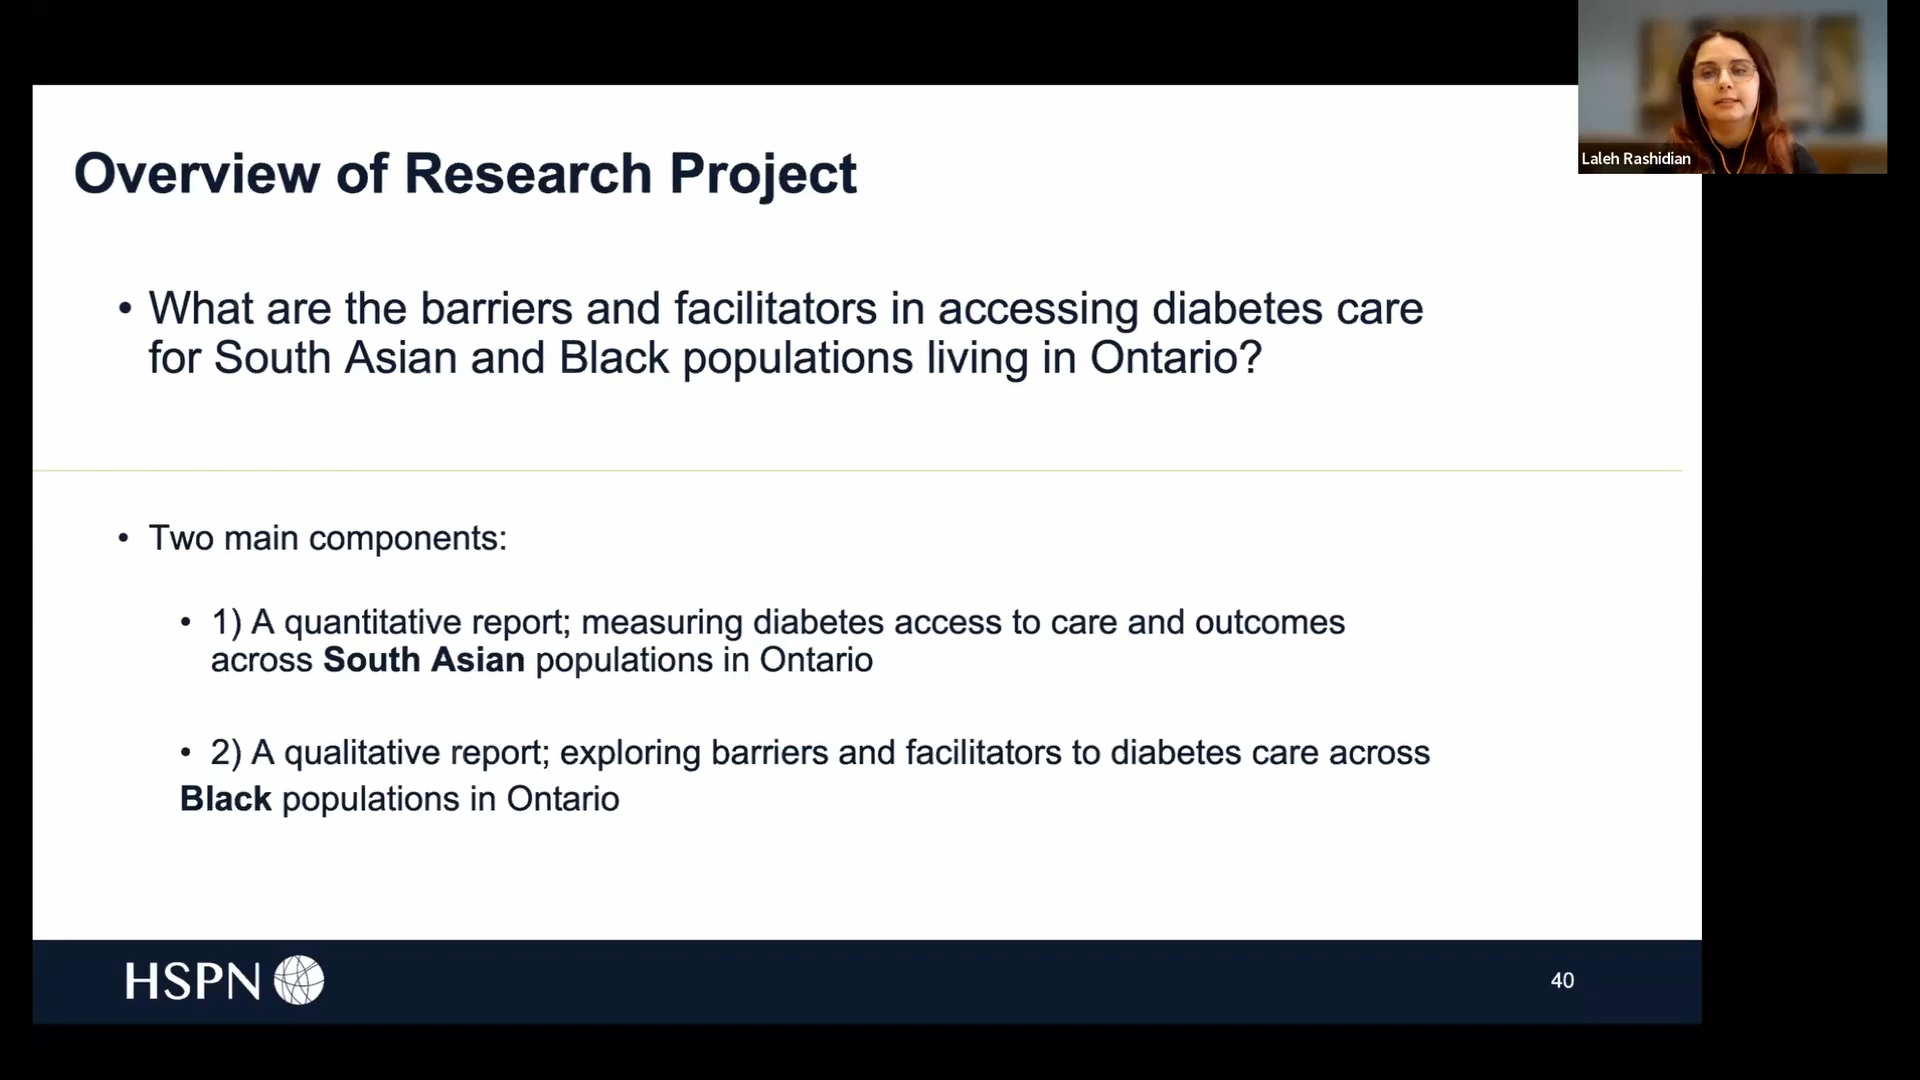 Laleh Rashidian
Overview of Research Project
• What are the barriers and facilitators in accessing diabetes care
for South Asian and Black populations living in Ontario?
• Two main components:
• 1) A quantitative report; measuring diabetes access to care and outcomes
across South Asian populations in Ontario
• 2) A qualitative report; exploring barriers and facilitators to diabetes care across
Black populations in Ontario
HSPN
40